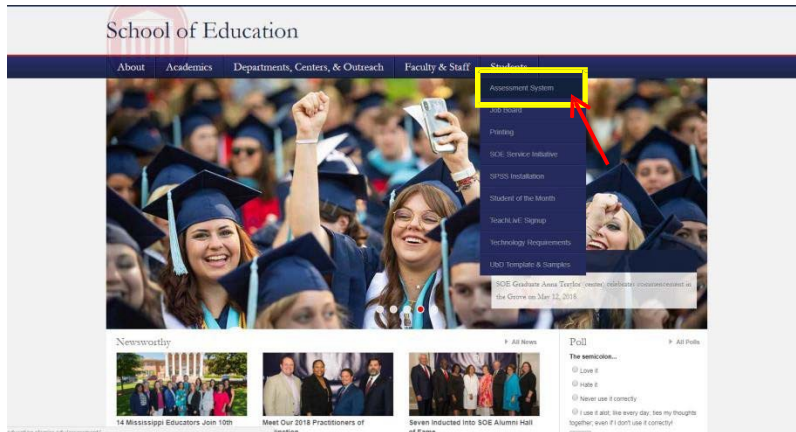 School of Education
About Academics Departments, Centers, & Outreach Faculty & Staff Students
Assessment System
Job Board
Printing
SOE Service Initiative
SPSS Installation
Student of the Month
TeachLivE Signup
Technology Requirements
UbD Template & Samples
SOE Graduate Anna Traylor (center) celebrates commencement in
the Grove on May 12, 2018.
Newsworthy
All News
14 Mississippi Educators Join 10th
Meet Our 2018 Practitioners of
Seven Inducted Into SOE Alumni Hall
of Fame
Poll
All Polls
The semicolon...
Love it
Hate it
Never use it correctly
I use it alot; like every day; ties my thoughts
together; even if I don't use it correctly!